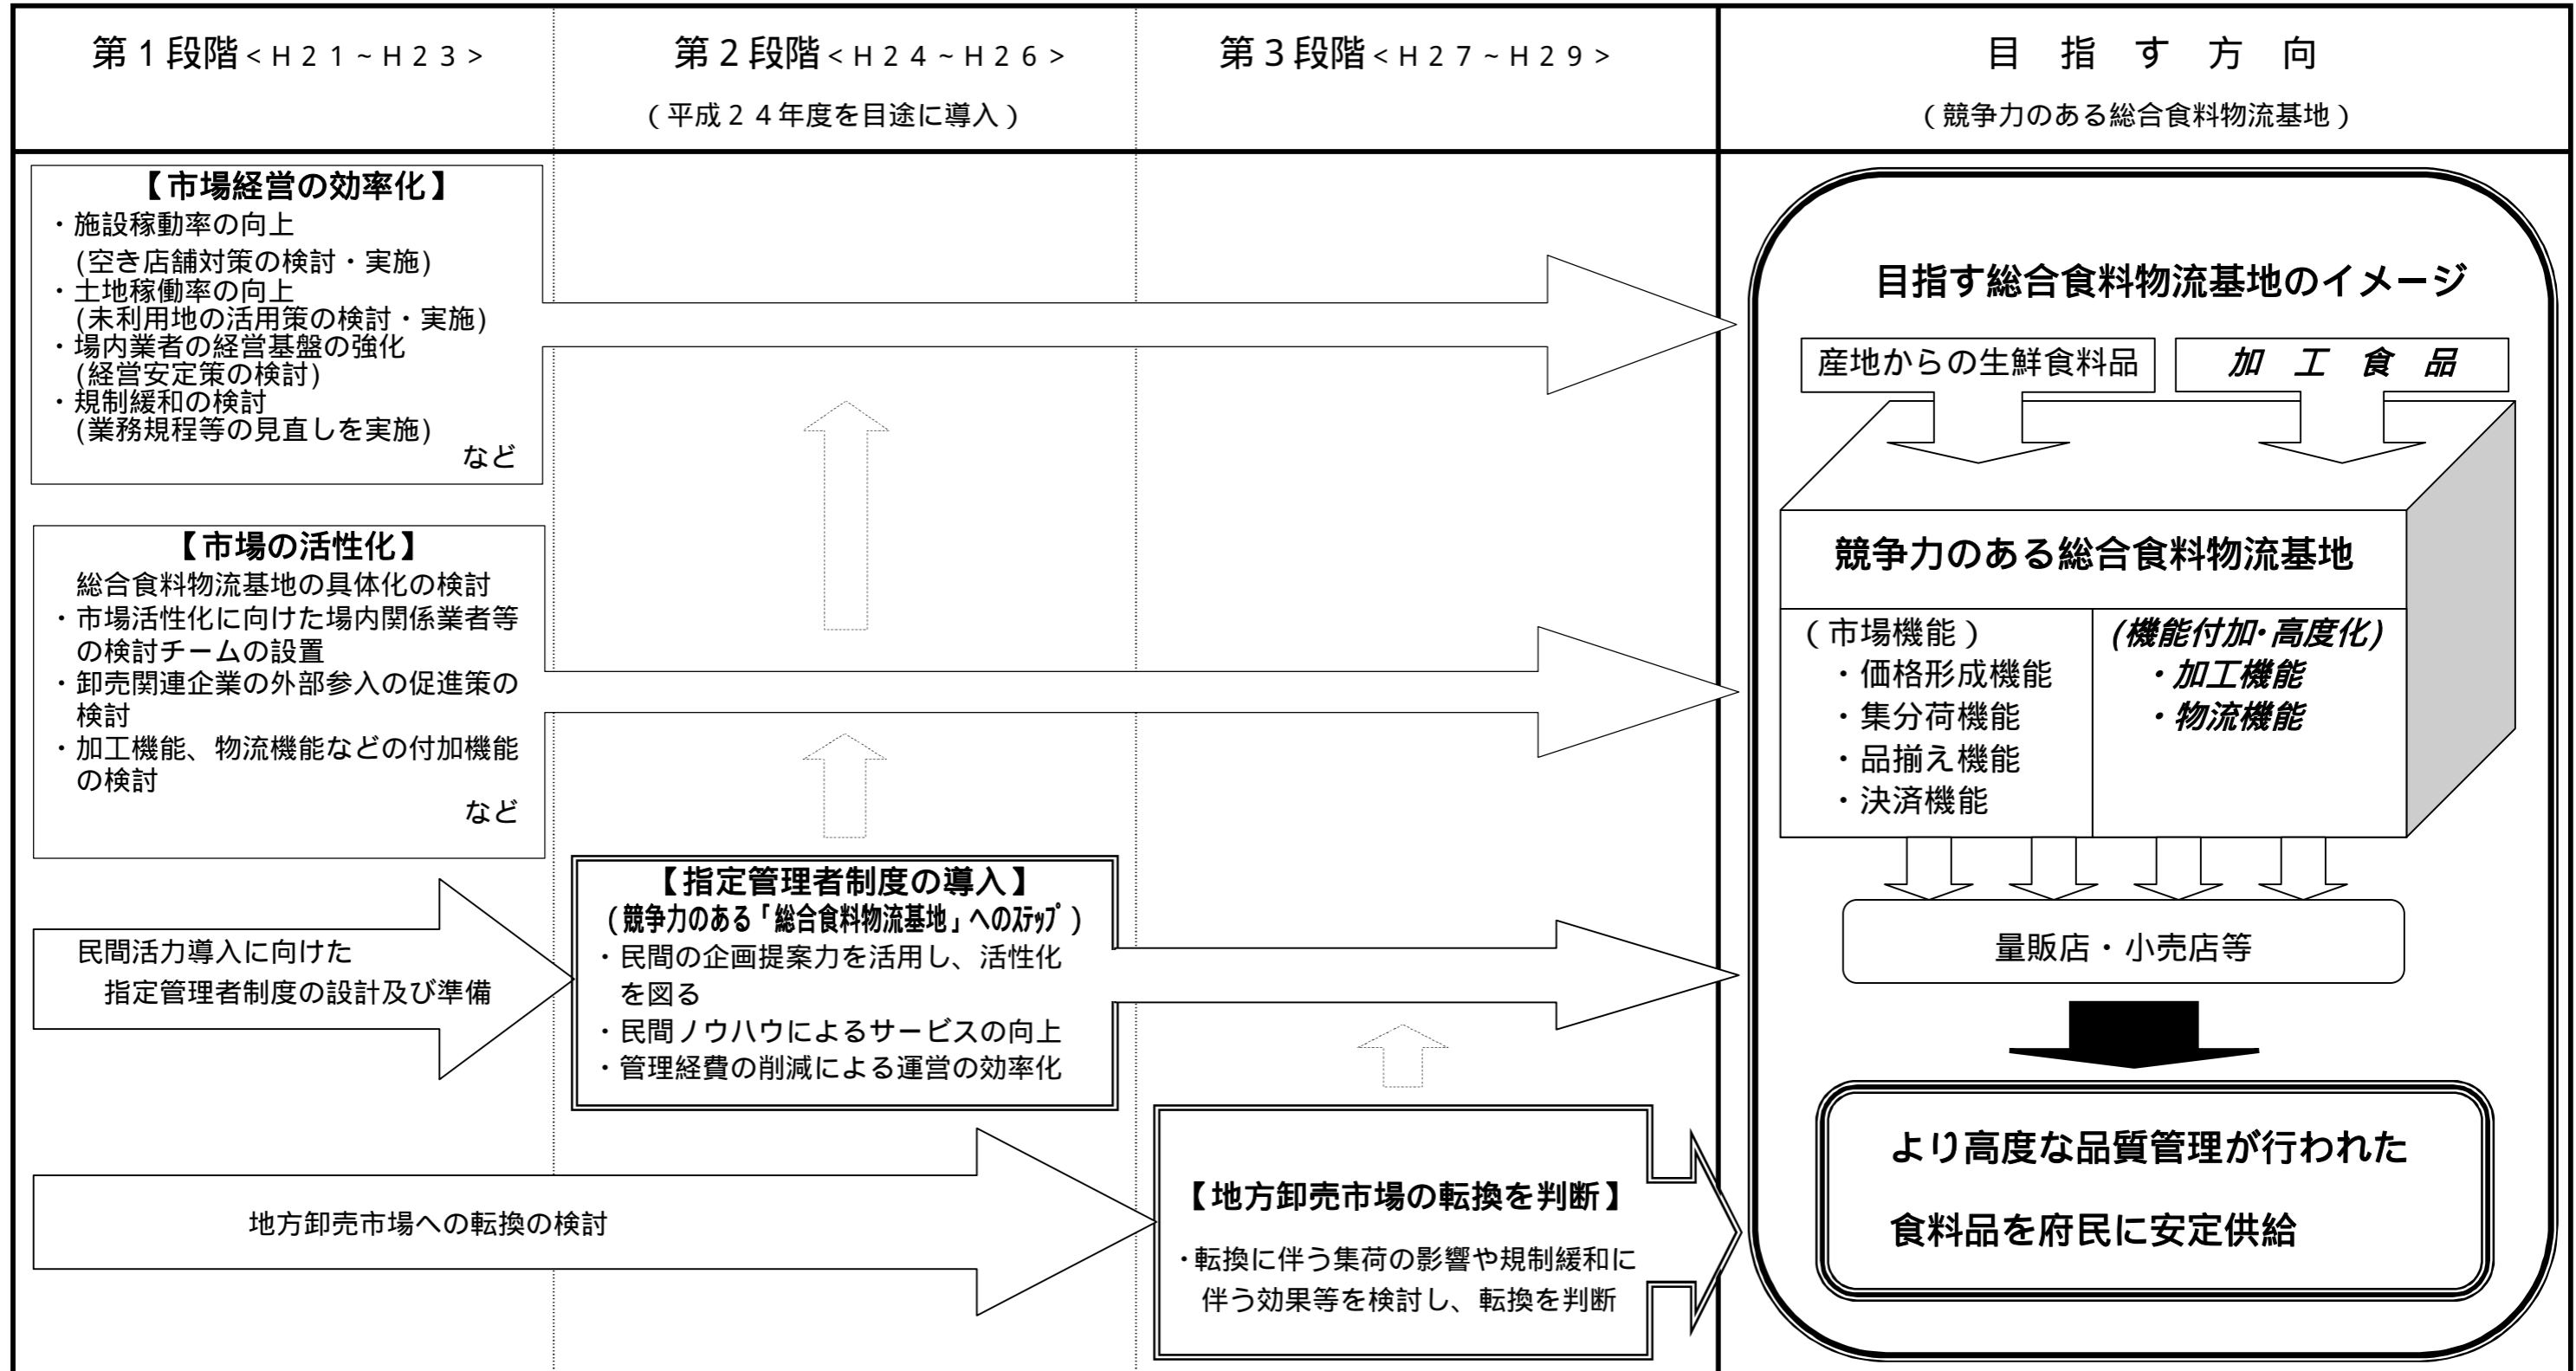 第１段階<Ｈ２１~Ｈ２３>
第２段階<Ｈ２４~Ｈ２６>
（平成２４年度を目途に導入）
第３段階<Ｈ２７~Ｈ２９>
目　指　す　方　向
（競争力のある総合食料物流基地）
【市場経営の効率化】
・施設稼動率の向上
(空き店舗対策の検討・実施)
・土地稼働率の向上
(未利用地の活用策の検討・実施)
・場内業者の経営基盤の強化
(経営安定策の検討)
・規制緩和の検討
(業務規程等の見直しを実施)
など
【市場の活性化】
総合食料物流基地の具体化の検討
・市場活性化に向けた場内関係業者等
の検討チームの設置
・卸売関連企業の外部参入の促進策の
検討
・加工機能、物流機能などの付加機能
の検討
など
民間活力導入に向けた
指定管理者制度の設計及び準備
【指定管理者制度の導入】
(競争力のある「総合食料物流基地」へのｽﾃｯﾌﾟ)
・民間の企画提案力を活用し、活性化
を図る
・民間ノウハウによるサービスの向上
・管理経費の削減による運営の効率化
地方卸売市場への転換の検討
【地方卸売市場の転換を判断】
・転換に伴う集荷の影響や規制緩和に
伴う効果等を検討し、転換を判断
目指す総合食料物流基地のイメージ
産地からの生鮮食料品
加　工　食　品
競争力のある総合食料物流基地
（市場機能）
・価格形成機能
・集分荷機能
・品揃え機能
・決済機能
(機能付加・高度化)
・加工機能
・物流機能
量販店・小売店等
より高度な品質管理が行われた
食料品を府民に安定供給